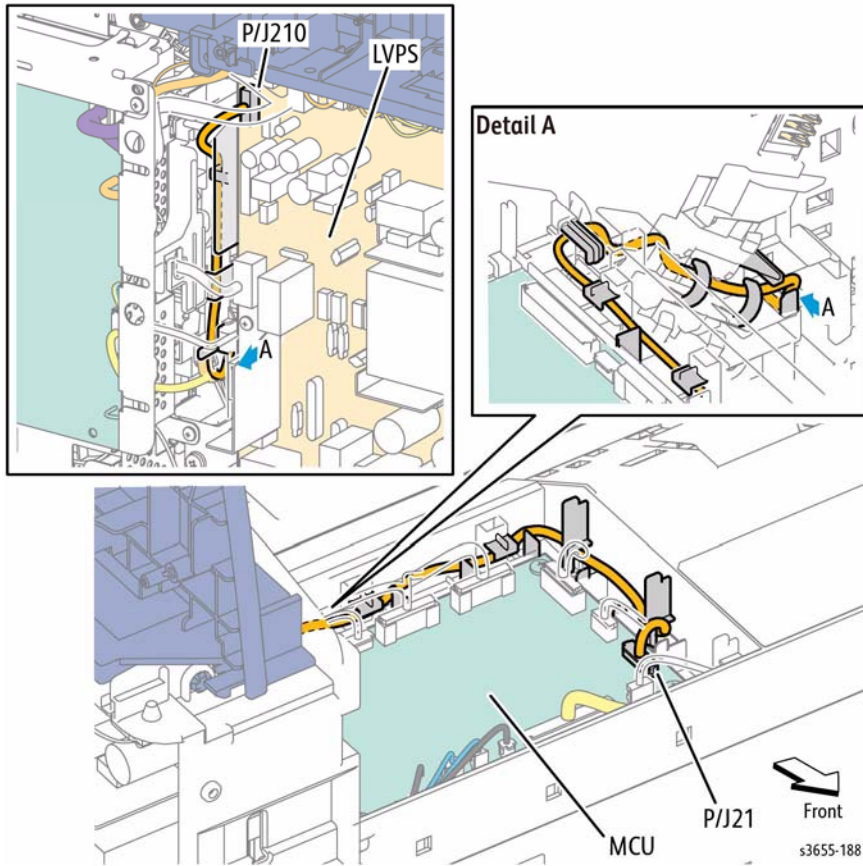 P/J210
LVPS
A
Detail A
A
P/J21
Front
MCU
s3655-188